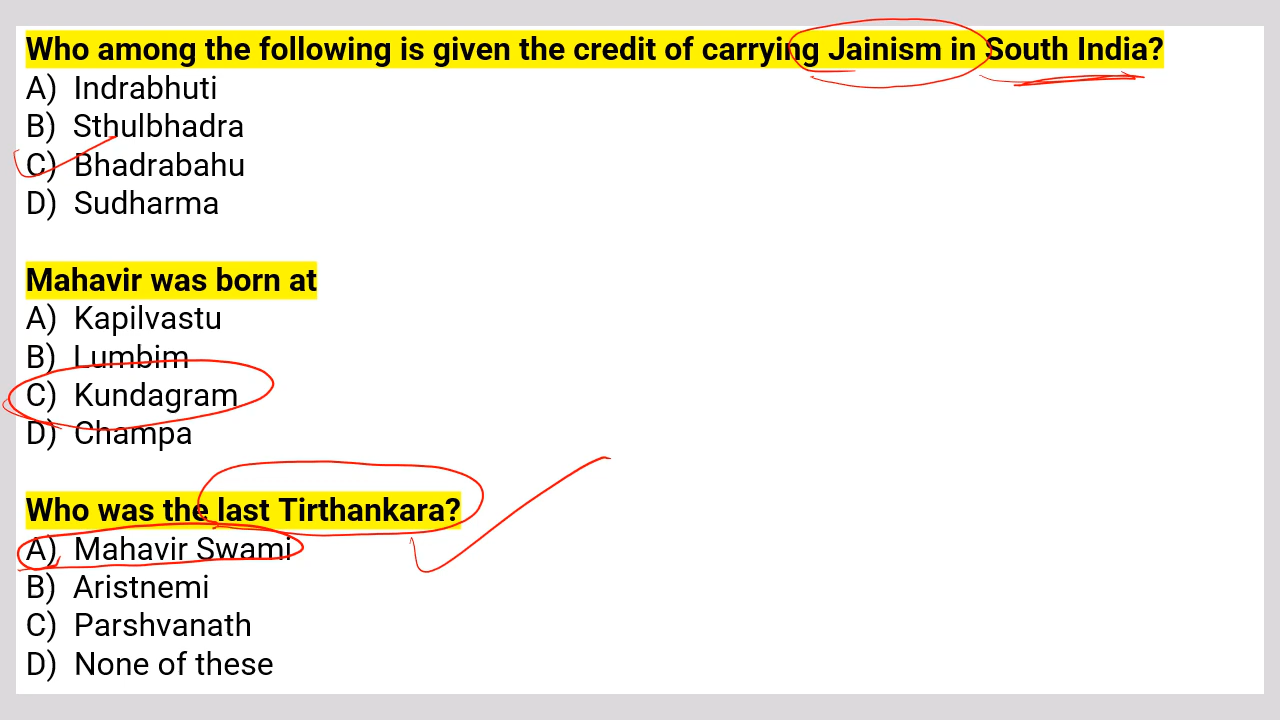 Who among the following is given the credit of carrying Jainism in South India?
A) Indrabhuti
B) Sthulbhadra
C) Bhadrabahu
D) Sudharma
Mahavir was born at
A) Kapilvastu
B) Lumbim
C) Kundagram
D) Champa
Who was the last Tirthankara?
A) Mahavir Swami
B) Aristnemi
C) Parshvanath
D) None of these